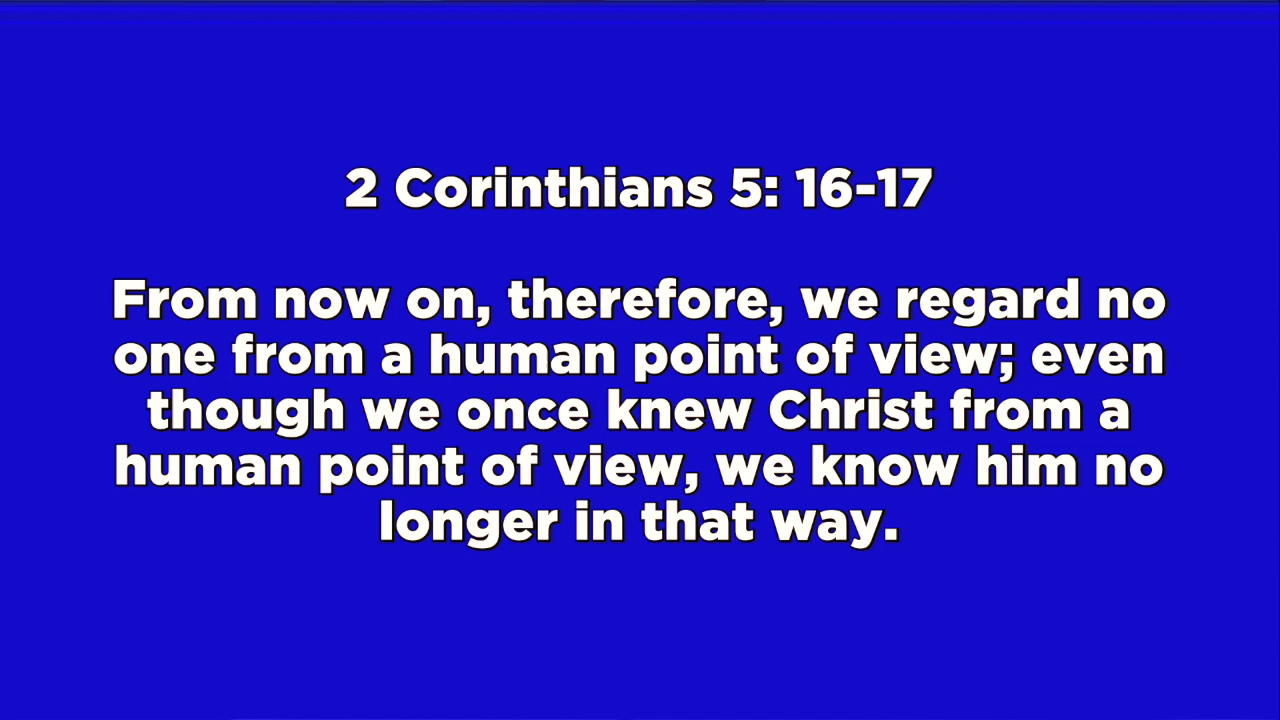 2 Corinthians 5: 16-17
From now on, therefore, we regard no
one from a human point of view; even
though we once knew Christ from a
human point of view, we know him no
longer in that way.